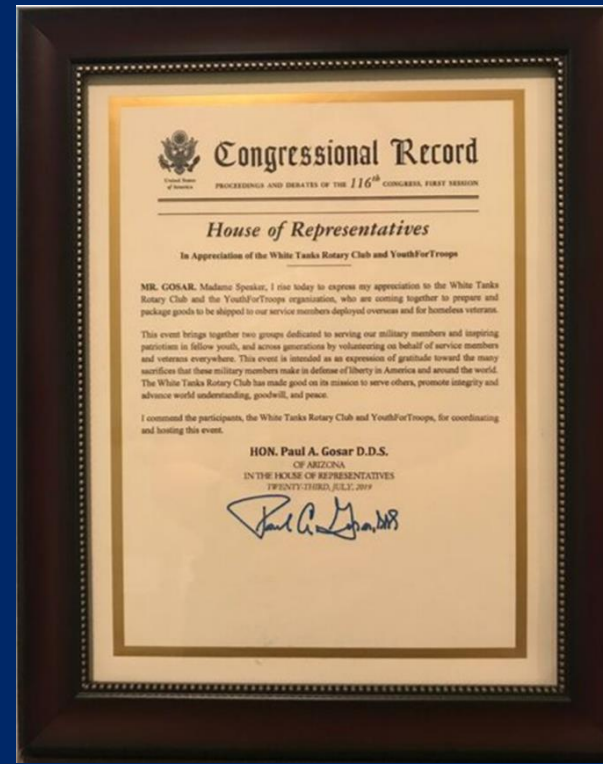 Congressional Record
United States
of America
PROCEEDINGS AND DEBATES OF THE 116th CONGRESS, FIRST SESSION
House of Representatives
In Appreciation of the White Tanks Rotary Club and YouthForTroops
MR. GOSAR. Madame Speaker, I rise today to express my appreciation to the White Tanks
Rotary Club and the YouthForTroops organization, who are coming together to prepare and
package goods to be shipped to our service members deployed overseas and for homeless veterans.
This event brings together two groups dedicated to serving our military members and inspiring
patriotism in fellow youth, and across generations by volunteering on behalf of service members
and veterans everywhere. This event is intended as an expression of gratitude toward the many
sacrifices that these military members make in defense of liberty in America and around the world.
The White Tanks Rotary Club has made good on its mission to serve others, promote integrity and
advance world understanding, goodwill, and peace.
I commend the participants, the White Tanks Rotary Club and YouthForTroops, for coordinating
and hosting this event.
HON. Paul A. Gosar D.D.S.
OF ARIZONA
IN THE HOUSE OF REPRESENTATIVES
TWENTY-THIRD, JULY, 2019
Paul A. Gosar, DDS